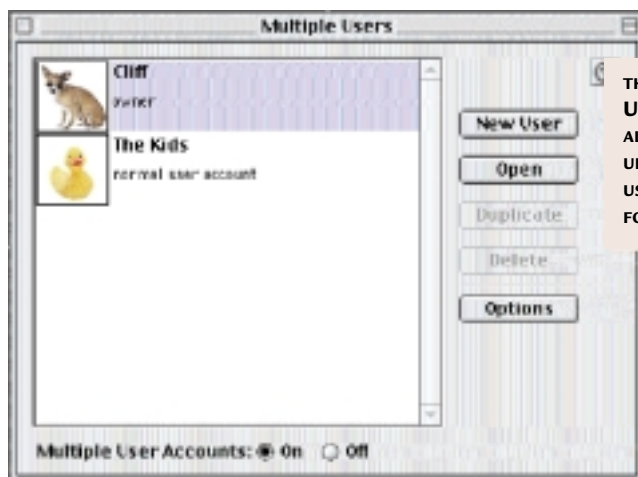 Multiple Users
Cliff
owner
The Kids
normal user account
New User
Open
Duplicate
Delete
Options
Multiple User Accounts: On Off